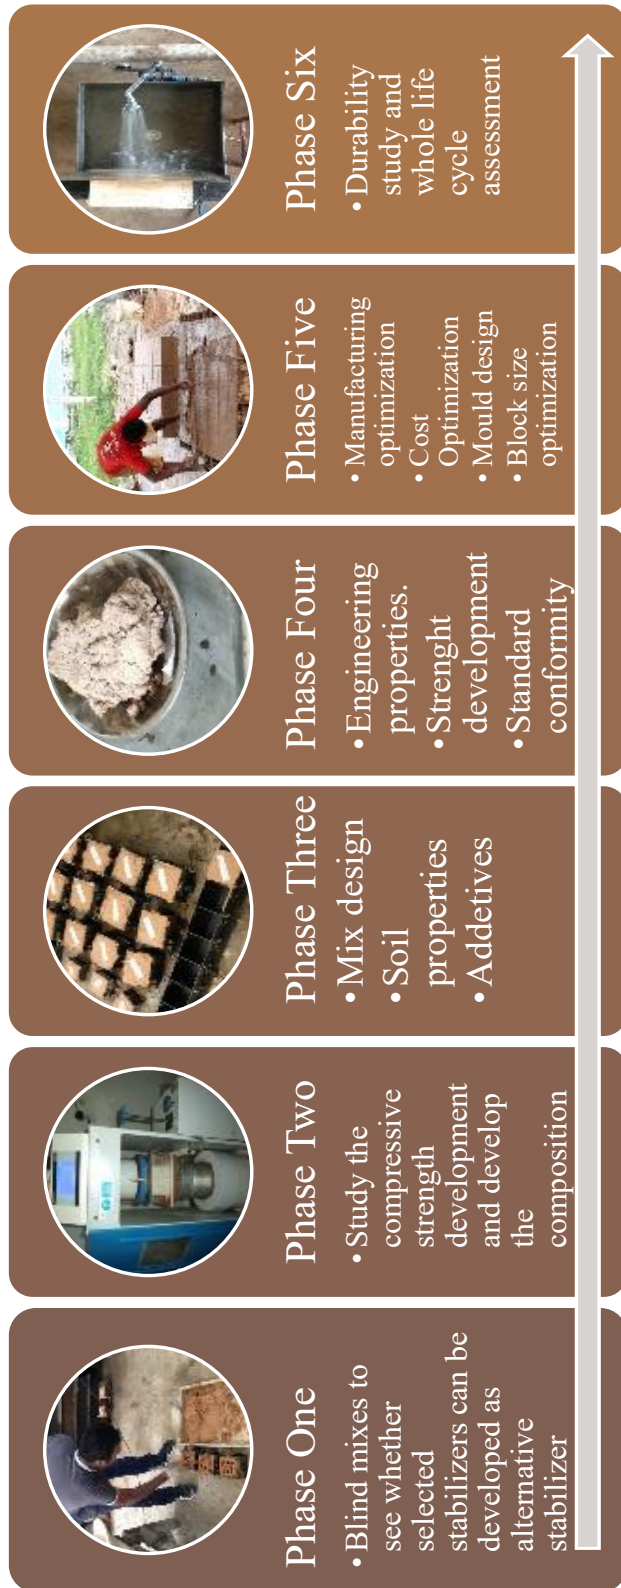 Phase One
• Blind mixes to
see whether
selected
stabilizers can be
developed as
alternative
stabilizer
Phase Two
• Study the
compressive
strength
development
and develop
the
composition
Phase Three
• Mix design
• Soil
properties
• Addetives
Phase Four
• Engineering
properties.
• Strenght
development
• Standard
conformity
Phase Five
• Manufacturing
optimization
• Cost
Optimization
• Mould design
• Block size
optimization
Phase Six
• Durability
study and
whole life
cycle
assessment